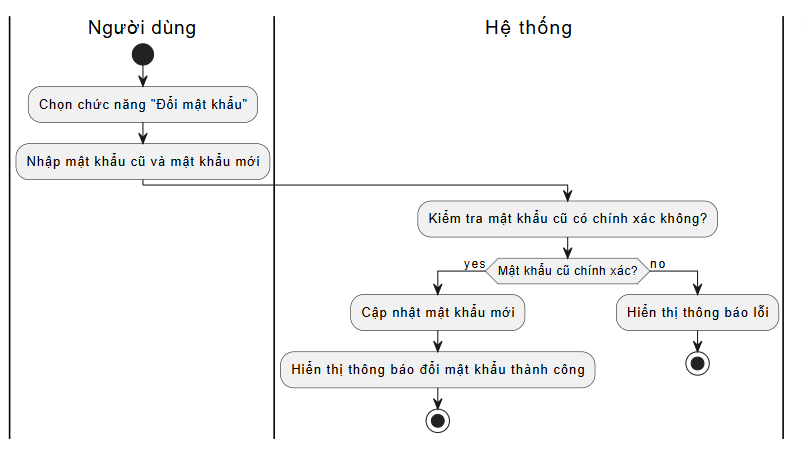 Người dùng
Hệ thống
Chọn chức năng "Đổi mật khẩu"
Nhập mật khẩu cũ và mật khẩu mới
Kiểm tra mật khẩu cũ có chính xác không?
yes
Mật khẩu cũ chính xác?
no
Cập nhật mật khẩu mới
Hiển thị thông báo lỗi
Hiển thị thông báo đổi mật khẩu thành công